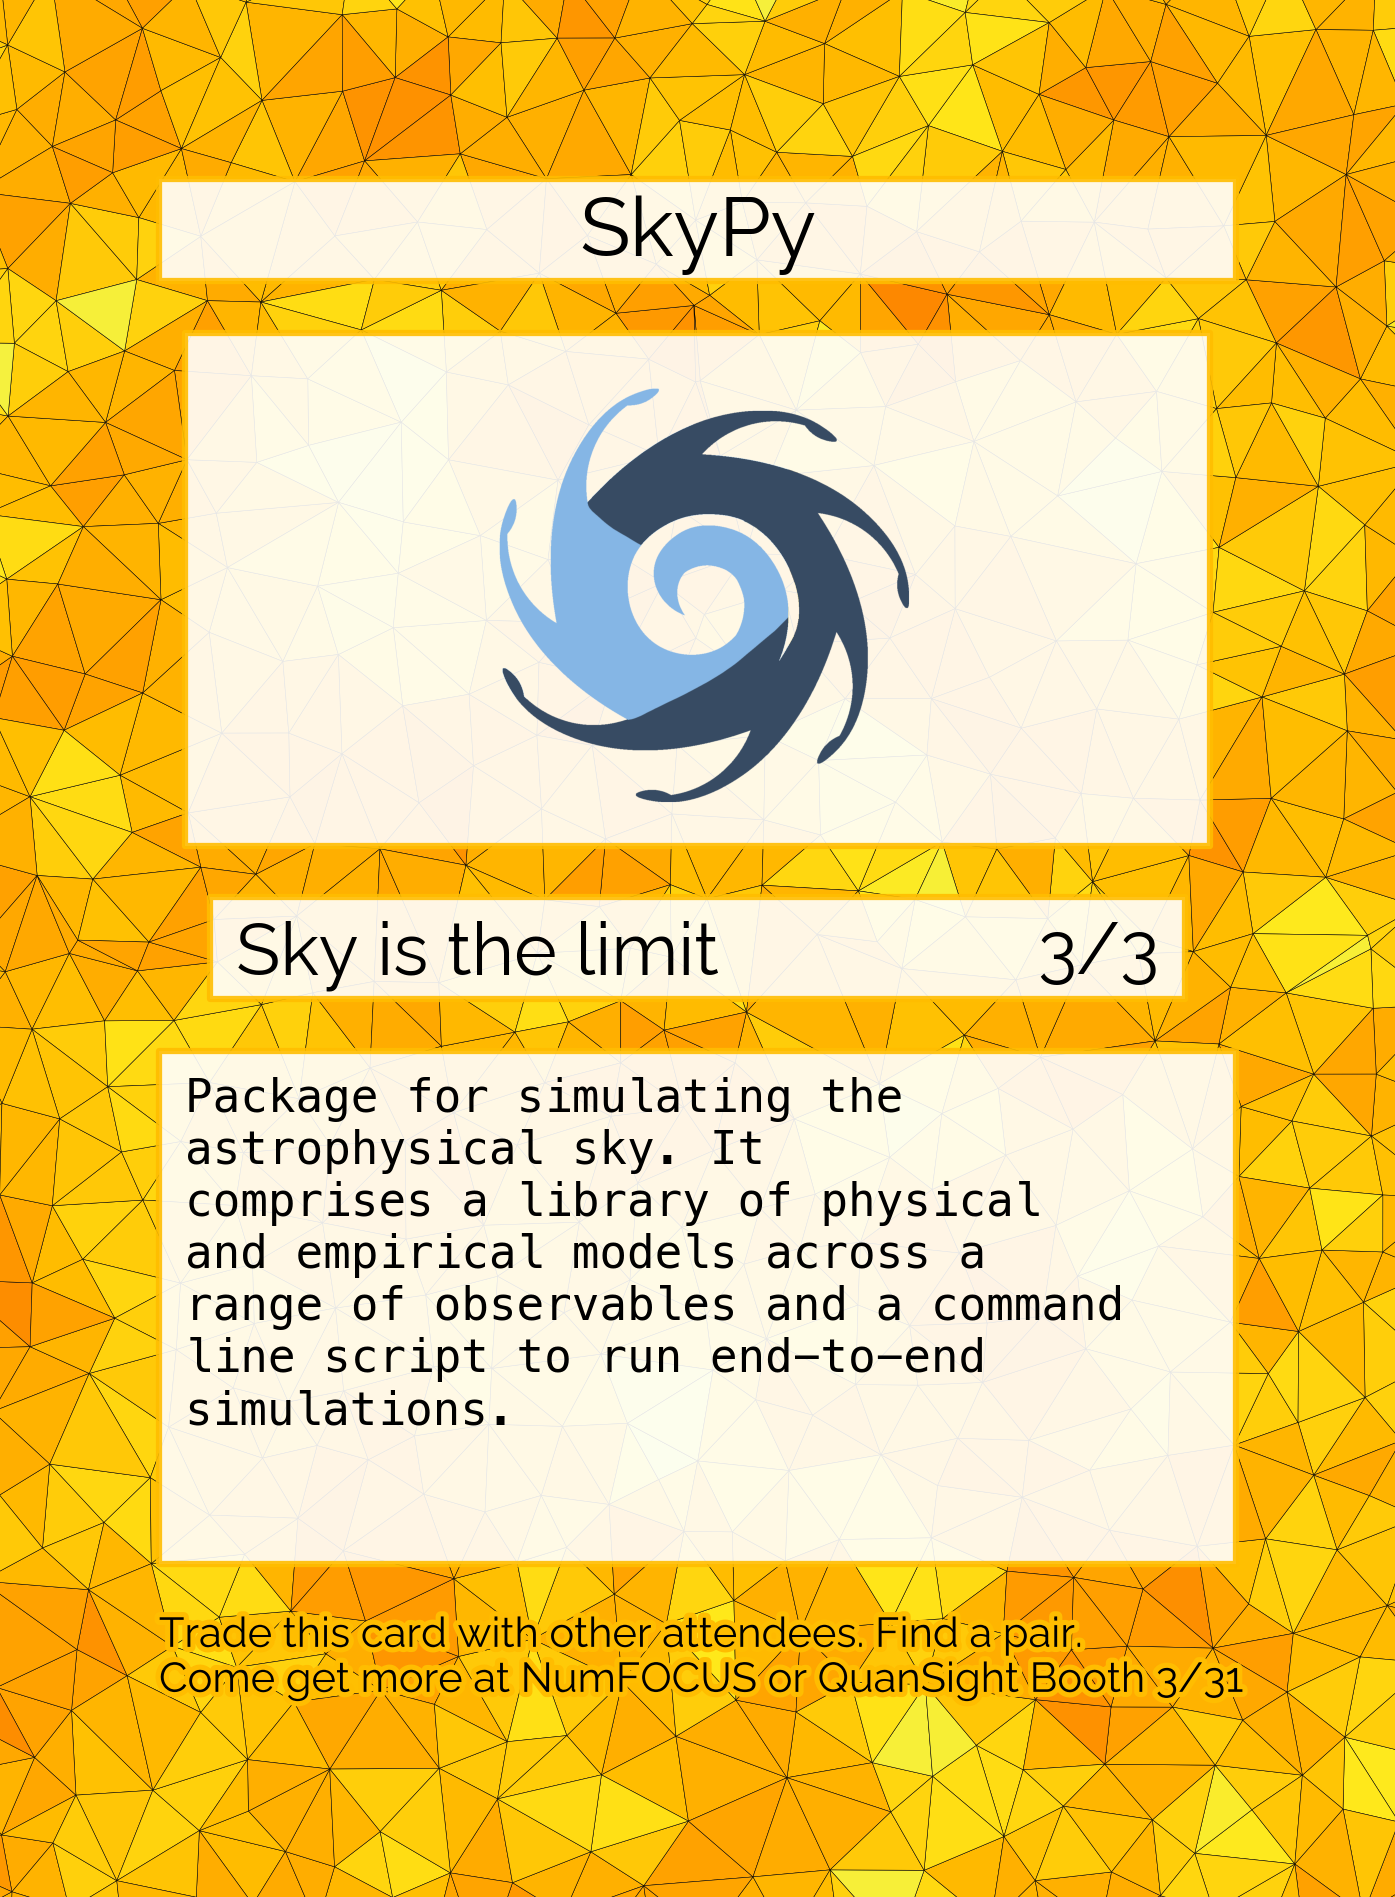 SkyPy
Sky is the limit 3/3
Package for simulating the
astrophysical sky. It
comprises a library of physical
and empirical models across a
range of observables and a command
line script to run end-to-end
simulations.
Trade this card with other attendees. Find a pair.
Come get more at NumFOCUS or QuanSight Booth 3/31